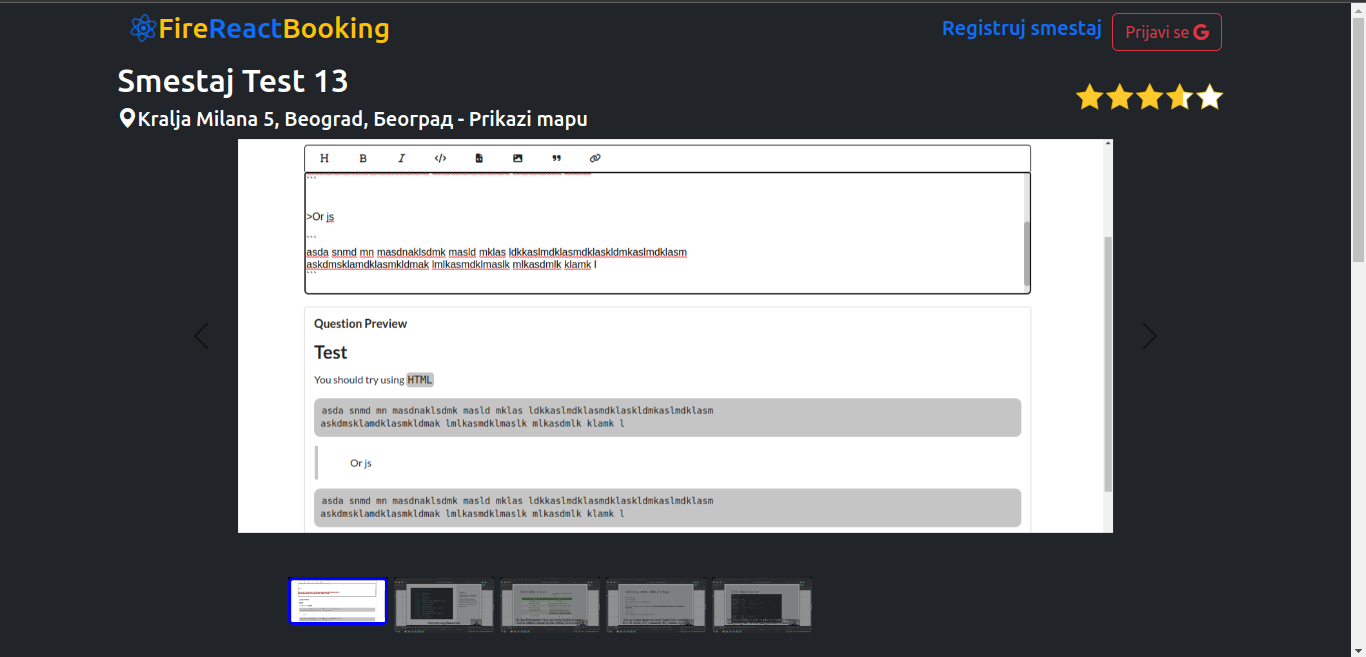 FireReactBooking
Registruj smestaj
Prijavi se G
Smestaj Test 13
Kralja Milana 5, Beograd, Београд - Prikazi mapu
H B I </> ”
```
>Or js
```
asda snmd mn masdnaklsdmk masld mklas ldkkaslmdklasmdklaskldmkaslmdklasm
askdmsklamdklasmkldmak lmlkasmdklmaslk mlkasdmlk klamk l
```
Question Preview
Test
You should try using HTML
asda snmd mn masdnaklsdmk masld mklas ldkkaslmdklasmdklaskldmkaslmdklasm
askdmsklamdklasmkldmak lmlkasmdklmaslk mlkasdmlk klamk l
Or js
asda snmd mn masdnaklsdmk masld mklas ldkkaslmdklasmdklaskldmkaslmdklasm
askdmsklamdklasmkldmak lmlkasmdklmaslk mlkasdmlk klamk l